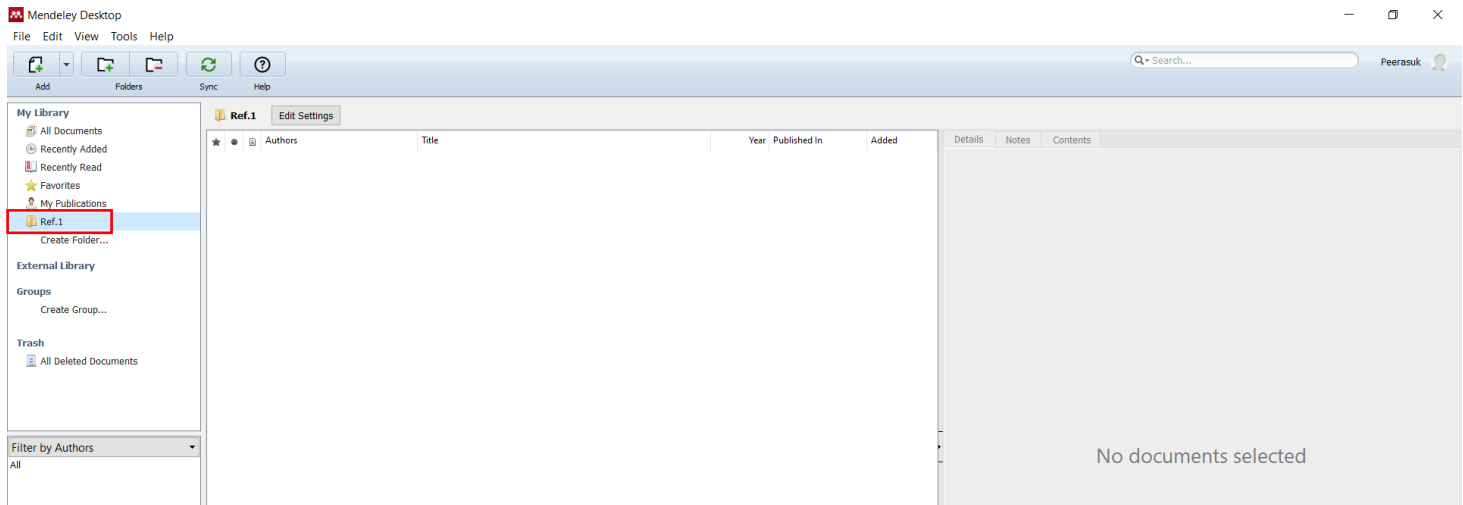 Mendeley Desktop
File Edit View Tools Help
Add Folders Sync Help
Search...
Peerasuk
My Library
All Documents
Recently Added
Recently Read
Favorites
My Publications
Ref.1
Create Folder...
External Library
Groups
Create Group...
Trash
All Deleted Documents
Filter by Authors
All
Ref.1 Edit Settings
Authors Title Year Published In Added
Details Notes Contents
No documents selected